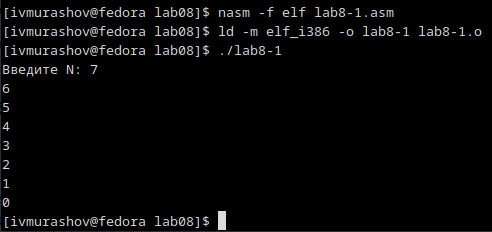 [ivmurashov@fedora lab08]$ nasm -f elf lab8-1.asm
[ivmurashov@fedora lab08]$ ld -m elf_i386 -o lab8-1 lab8-1.o
[ivmurashov@fedora lab08]$ ./lab8-1
Введите N: 7
6
5
4
3
2
1
0
[ivmurashov@fedora lab08]$